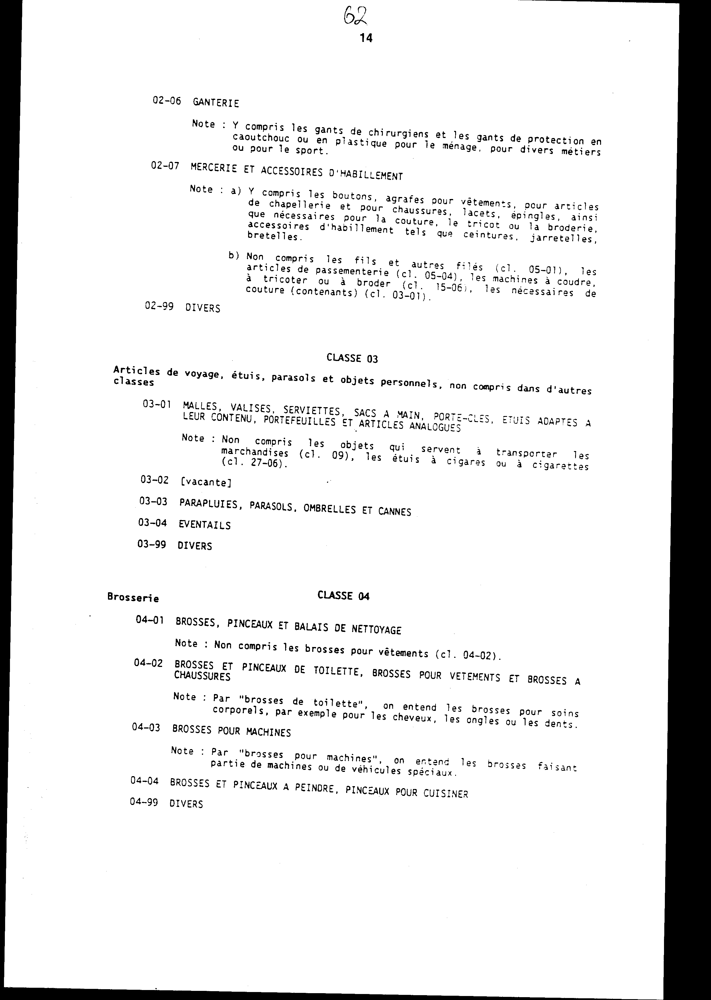 62
14
02-06 GANTERIE
Note : Y compris les gants de chirurgiens et les gants de protection en
caoutchouc ou en plastique pour le ménage, pour divers métiers
ou pour le sport.
02-07 MERCERIE ET ACCESSOIRES D'HABILLEMENT
Note : a) Y compris les boutons, agrafes pour vêtements, pour articles
de chapellerie et pour chaussures, lacets, épingles, ainsi
que nécessaires pour la couture, le tricot ou la broderie,
accessoires d'habillement tels que ceintures, jarretelles,
bretelles.
b) Non compris les fils et autres filés (cl. 05-01), les
articles de passementerie (cl. 05-04), les machines à coudre,
à tricoter ou à broder (cl. 15-06), les nécessaires de
couture (contenants) (cl. 03-01).
02-99 DIVERS
CLASSE 03
Articles de voyage, étuis, parasols et objets personnels, non compris dans d'autres
classes
03-01 MALLES, VALISES, SERVIETTES, SACS A MAIN, PORTE-CLES, ETUIS ADAPTES A
LEUR CONTENU, PORTEFEUILLES ET ARTICLES ANALOGUES
Note : Non compris les objets qui servent à transporter les
marchandises (cl. 09), les étuis à cigares ou à cigarettes
(cl. 27-06).
03-02 [vacante]
03-03 PARAPLUIES, PARASOLS, OMBRELLES ET CANNES
03-04 EVENTAILS
03-99 DIVERS
CLASSE 04
Brosserie
04-01 BROSSES, PINCEAUX ET BALAIS DE NETTOYAGE
Note : Non compris les brosses pour vêtements (cl. 04-02).
04-02 BROSSES ET PINCEAUX DE TOILETTE, BROSSES POUR VETEMENTS ET BROSSES A
CHAUSSURES
Note : Par "brosses de toilette", on entend les brosses pour soins
corporels, par exemple pour les cheveux, les ongles ou les dents.
04-03 BROSSES POUR MACHINES
Note : Par "brosses pour machines", on entend les brosses faisant
partie de machines ou de véhicules spéciaux.
04-04 BROSSES ET PINCEAUX A PEINDRE, PINCEAUX POUR CUISINER
04-99 DIVERS